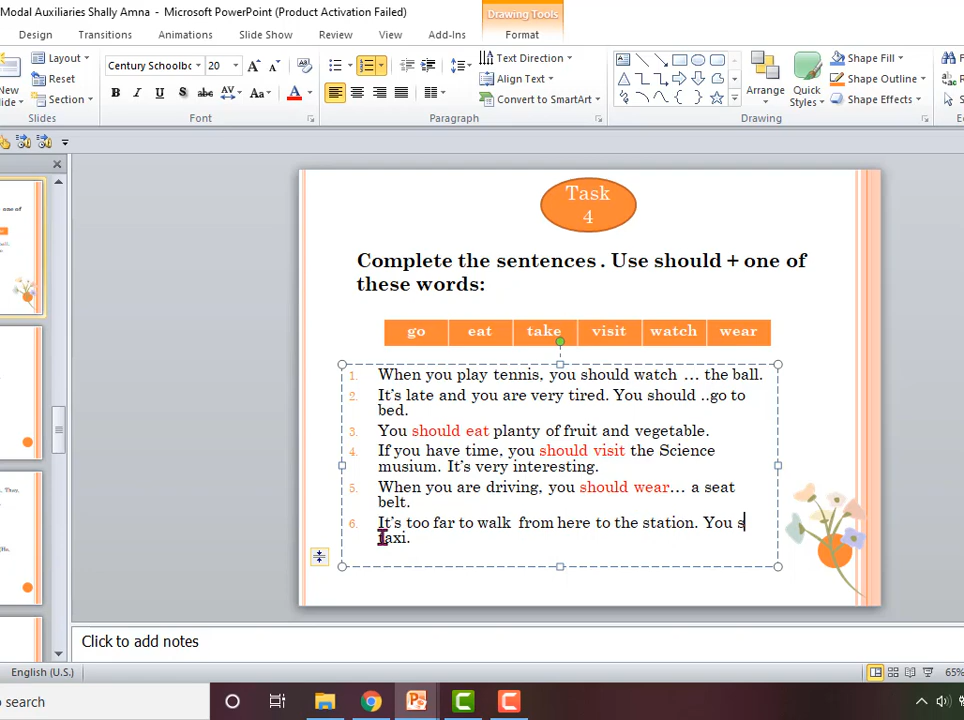 Modal Auxiliaries Shally Amna - Microsoft PowerPoint (Product Activation Failed)
Drawing Tools
Design Transitions Animations Slide Show Review View Add-Ins Format
Layout
Reset
New
Slide
Section
Slides
Century Schoolbc 20
B I U S abc AV Aa A
Font
Text Direction
Align Text
Convert to SmartArt
Paragraph
Arrange
Quick
Styles
Shape Fill
Shape Outline
Shape Effects
Drawing
Task
4
Complete the sentences . Use should + one of
these words:
go eat take visit watch wear
1. When you play tennis, you should watch … the ball.
2. It's late and you are very tired. You should ..go to
bed.
3. You should eat planty of fruit and vegetable.
4. If you have time, you should visit the Science
musium. It's very interesting.
5. When you are driving, you should wear… a seat
belt.
6. It's too far to walk from here to the station. You s
taxi.
Click to add notes
English (U.S.)
65%
o search